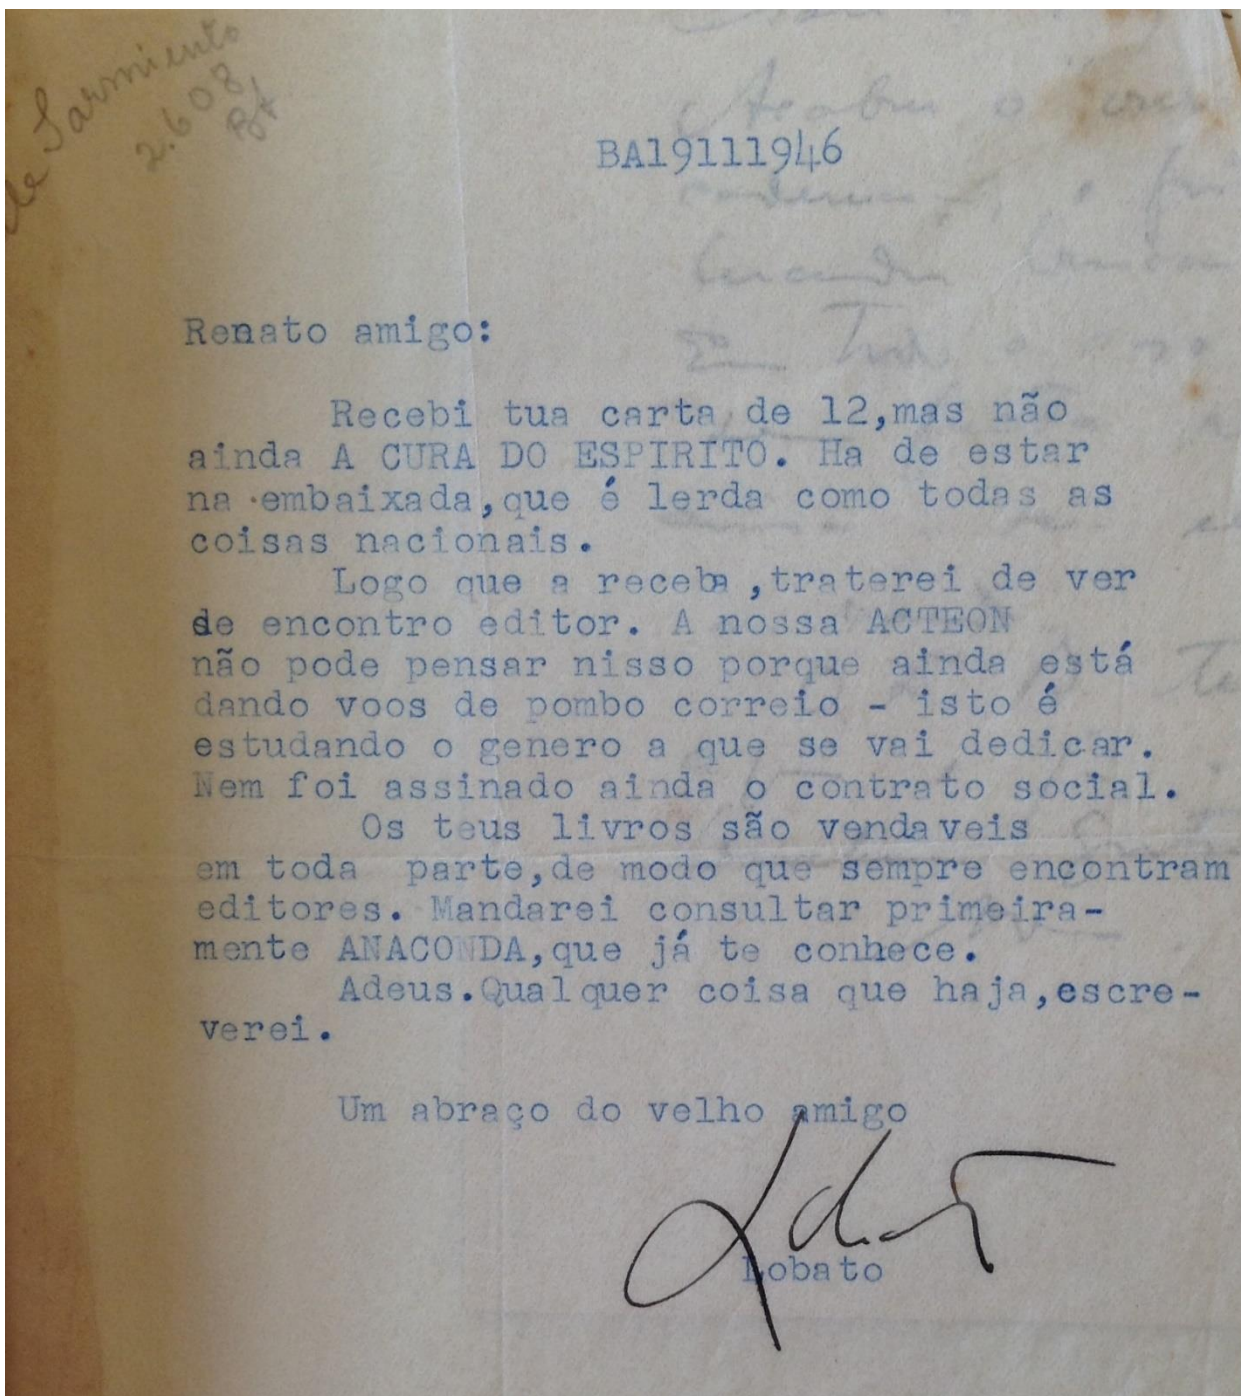 de Sarmiento
2.608
BA19111946
Renato amigo:
Recebi tua carta de 12,mas não
ainda A CURA DO ESPIRITO. Ha de estar
na embaixada,que é lerda como todas as
coisas nacionais.
Logo que a receba ,traterei de ver
de encontro editor. A nossa ACTEON
não pode pensar nisso porque ainda está
dando voos de pombo correio - isto é
estudando o genero a que se vai dedicar.
Nem foi assinado ainda o contrato social.
Os teus livros são vendaveis
em toda parte,de modo que sempre encontram
editores. Mandarei consultar primeira-
mente ANACONDA,que já te conhece.
Adeus.Qualquer coisa que haja,escre-
verei.
Um abraço do velho amigo
Lobato